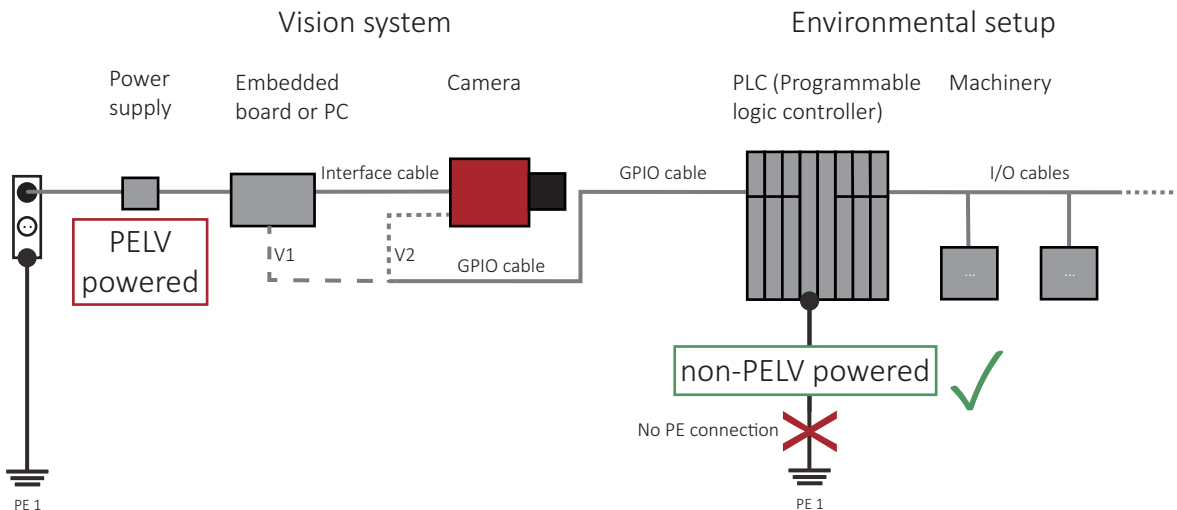 Vision system
Environmental setup
Power
supply
Embedded
board or PC
Camera
PLC (Programmable
logic controller)
Machinery
Interface cable
GPIO cable
I/O cables
PELV
powered
V1
V2
GPIO cable
...
...
non-PELV powered
No PE connection
PE 1
PE 1